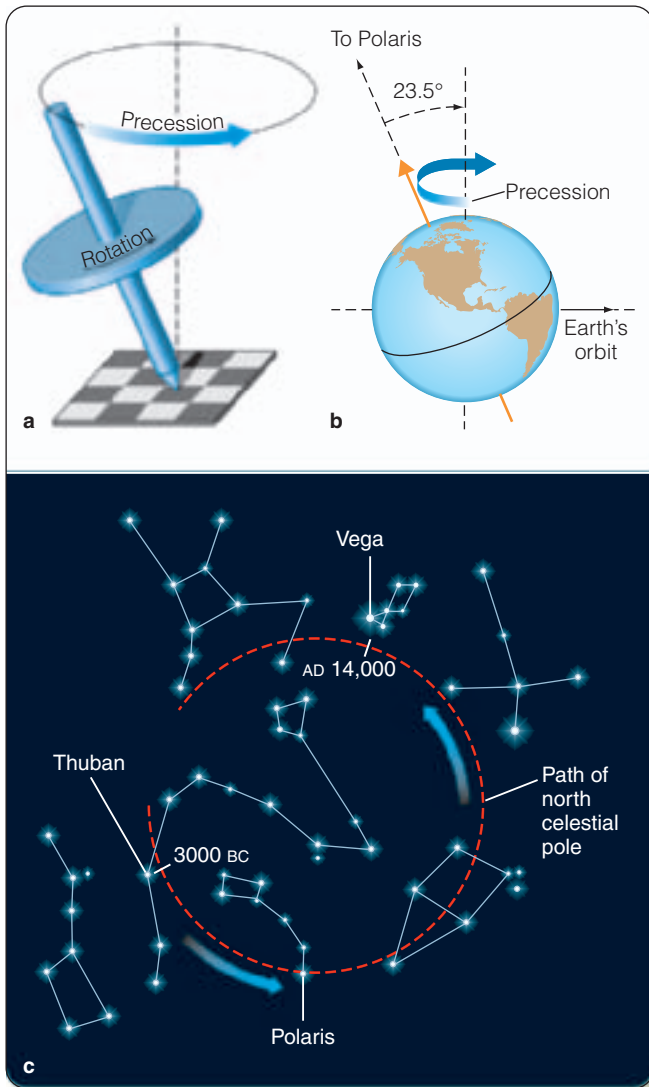 Precession
Rotation
a
To Polaris
23.5°
Precession
Earth's
orbit
b
Vega
AD 14,000
Thuban
3000 BC
Path of
north
celestial
pole
Polaris
c